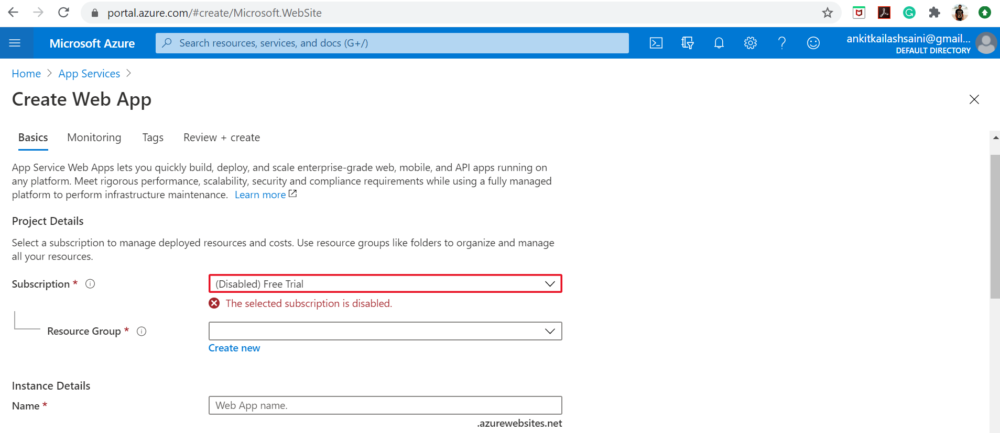 portal.azure.com/#create/Microsoft.WebSite
Microsoft Azure
Search resources, services, and docs (G+/)
ankitkailashsaini@gmail...
DEFAULT DIRECTORY
Home > App Services >
Create Web App
Basics Monitoring Tags Review + create
App Service Web Apps lets you quickly build, deploy, and scale enterprise-grade web, mobile, and API apps running on
any platform. Meet rigorous performance, scalability, security and compliance requirements while using a fully managed
platform to perform infrastructure maintenance. Learn more
Project Details
Select a subscription to manage deployed resources and costs. Use resource groups like folders to organize and manage
all your resources.
Subscription * (Disabled) Free Trial
The selected subscription is disabled.
Resource Group *
Create new
Instance Details
Name * Web App name.
.azurewebsites.net